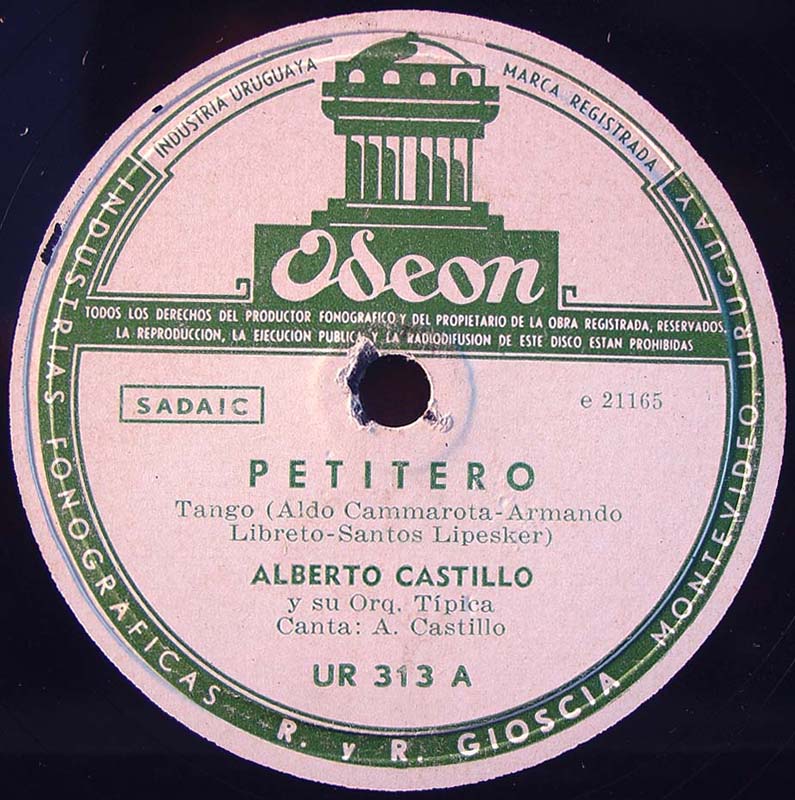 INDUSTRIA URUGUAYA
MARCA REGISTRADA
Odeon
TODOS LOS DERECHOS DEL PRODUCTOR FONOGRAFICO Y DEL PROPIETARIO DE LA OBRA REGISTRADA, RESERVADOS.
LA REPRODUCCION, LA EJECUCION PUBLICA Y LA RADIODIFUSION DE ESTE DISCO, ESTAN PROHIBIDAS
SADAIC
e 21165
PETITERO
Tango (Aldo Cammarota-Armando
Libreto-Santos Lipesker)
ALBERTO CASTILLO
y su Orq. Típica
Canta: A. Castillo
UR 313 A
INDUSTRIAS FONOGRAFICAS R. y R. GIOSCIA MONTEVIDEO, URUGUAY